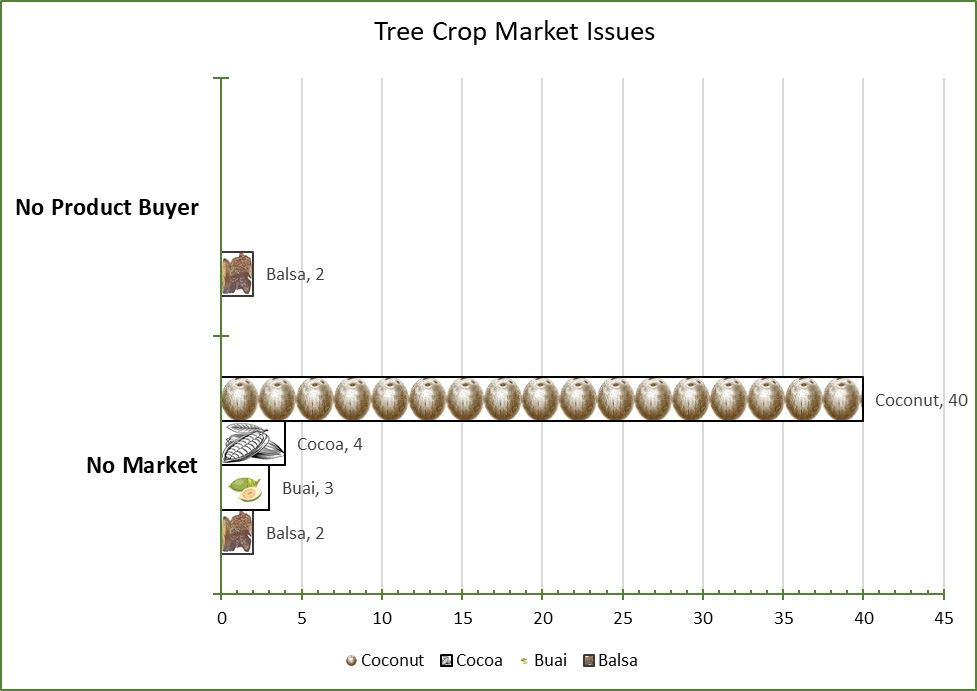 Tree Crop Market Issues
No Product Buyer
Balsa, 2
Coconut, 40
Cocoa, 4
No Market
Buai, 3
Balsa, 2
0 5 10 15 20 25 30 35 40 45
Coconut Cocoa Buai Balsa